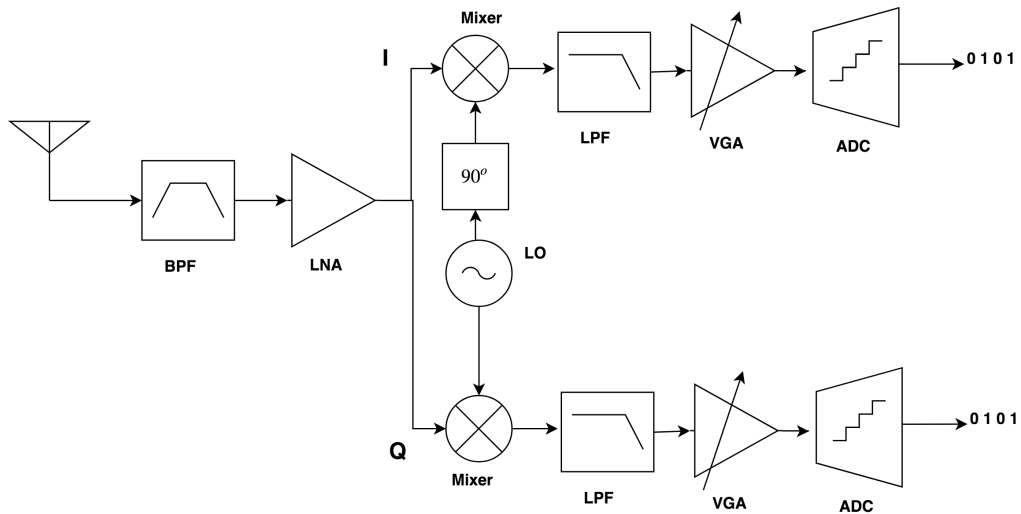 Mixer
I
0 1 0 1
LPF
VGA
ADC
90°
BPF
LNA
LO
Q
Mixer
LPF
VGA
ADC
0 1 0 1